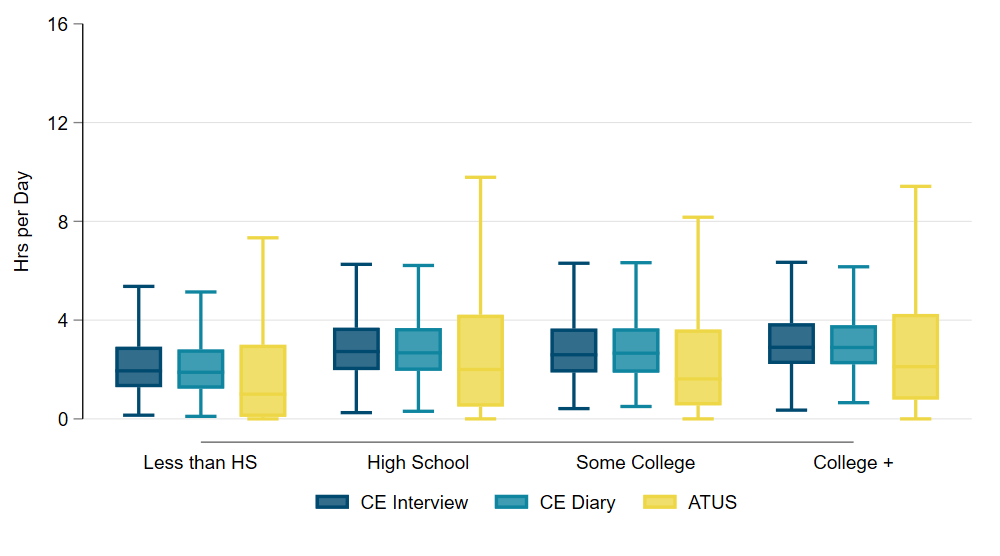 16
12
8
4
0
Hrs per Day
Less than HS
High School
Some College
College +
CE Interview
CE Diary
ATUS